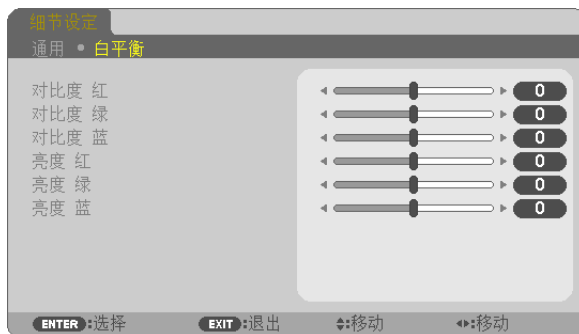 细节设定
通用 • 白平衡
对比度 红 0
对比度 绿 0
对比度 蓝 0
亮度 红 0
亮度 绿 0
亮度 蓝 0
ENTER:选择 EXIT:退出 :移动 :移动